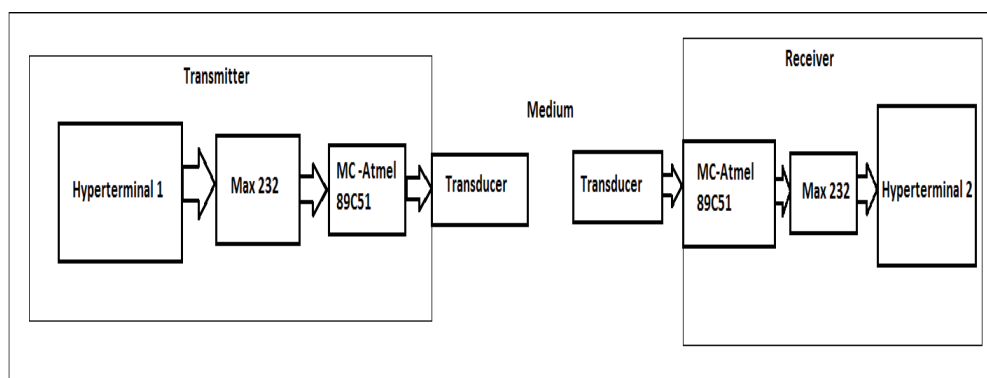 Transmitter
Hyperterminal 1
Max 232
MC -Atmel
89C51
Transducer
Medium
Transducer
Receiver
MC-Atmel
89C51
Max 232
Hyperterminal 2